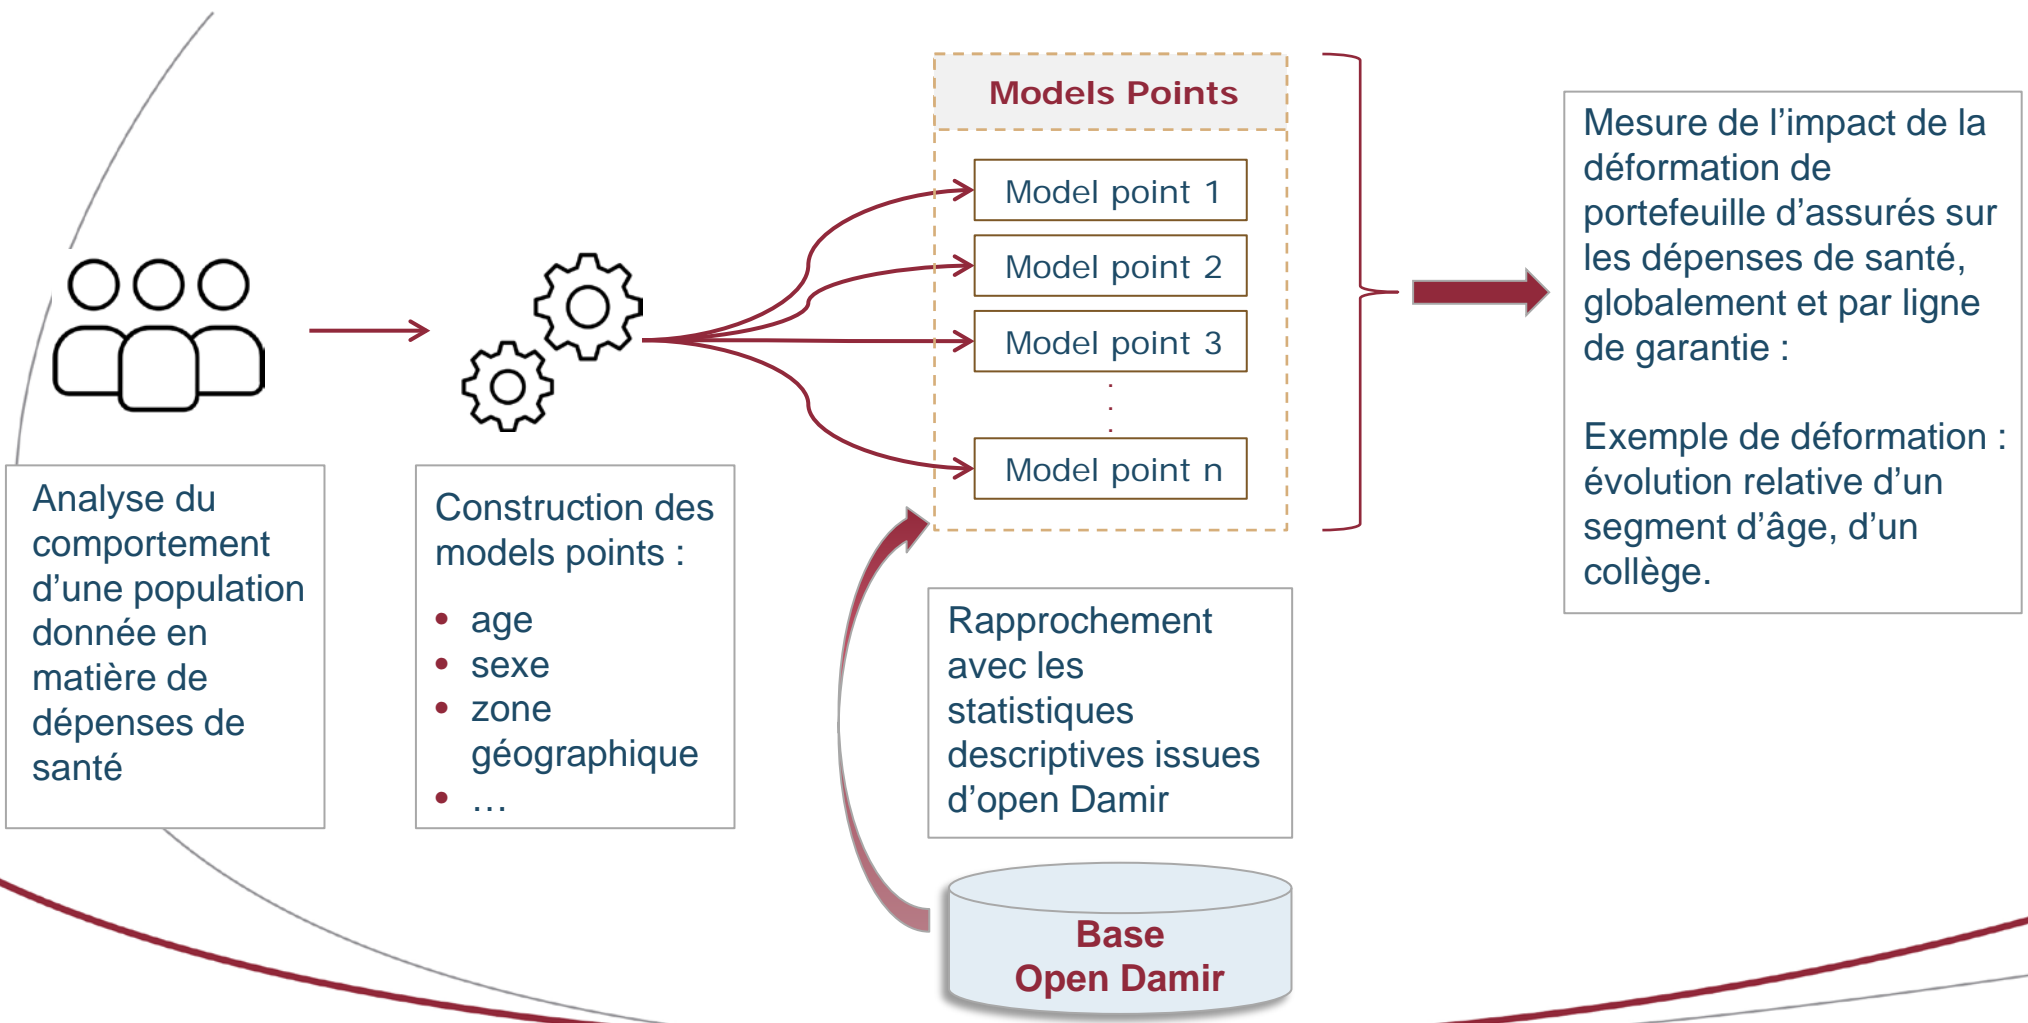 Analyse du
comportement
d’une population
donnée en
matière de
dépenses de
santé
Construction des
models points :
• age
• sexe
• zone
géographique
• …
Models Points
Model point 1
Model point 2
Model point 3
.
.
.
Model point n
Rapprochement
avec les
statistiques
descriptives issues
d’open Damir
Base
Open Damir
Mesure de l’impact de la
déformation de
portefeuille d’assurés sur
les dépenses de santé,
globalement et par ligne
de garantie :
Exemple de déformation :
évolution relative d’un
segment d’âge, d’un
collège.